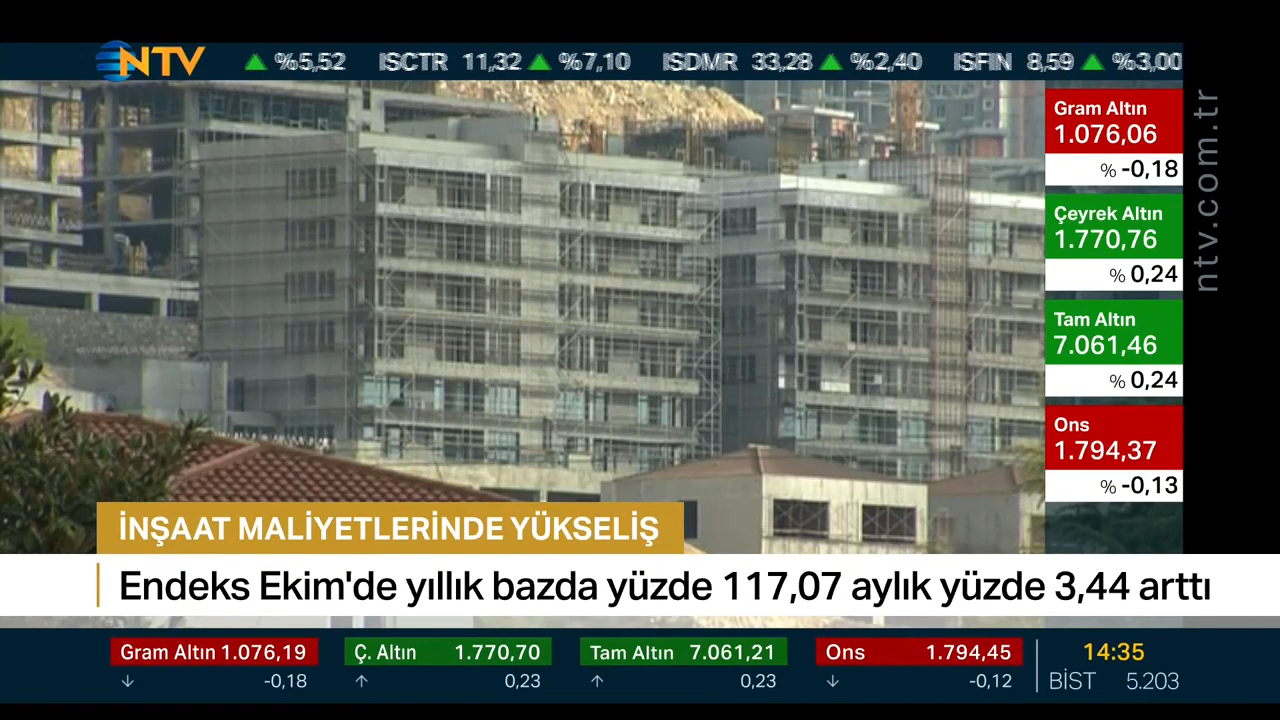 NTV %5,52 ISCTR 11,32 %7,10 ISDMR 33,28 %2,40 ISFIN 8,59 %3,00
Gram Altın
1.076,06
% -0,18
Çeyrek Altın
1.770,76
% 0,24
Tam Altın
7.061,46
% 0,24
Ons
1.794,37
% -0,13
ntv.com.tr
İNŞAAT MALİYETLERİNDE YÜKSELİŞ
Endeks Ekim'de yıllık bazda yüzde 117,07 aylık yüzde 3,44 arttı
Gram Altın 1.076,19 Ç. Altın 1.770,70 Tam Altın 7.061,21 Ons 1.794,45 14:35
↓ -0,18 ↑ 0,23 ↑ 0,23 ↓ -0,12 BİST 5.203